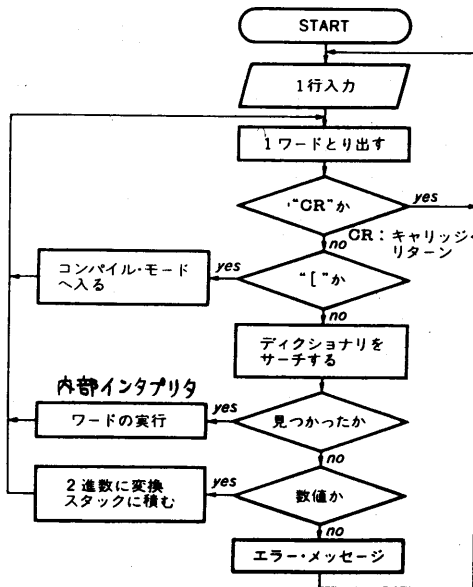 START
1行入力
1ワードとり出す
"CR"か
yes
CR：キャリッジ・
リターン
no
"["か
yes
コンパイル・モード
へ入る
no
ディクショナリを
サーチする
内部インタプリタ
見つかったか
yes
ワードの実行
no
数値か
yes
2進数に変換
スタックに積む
no
エラー・メッセージ